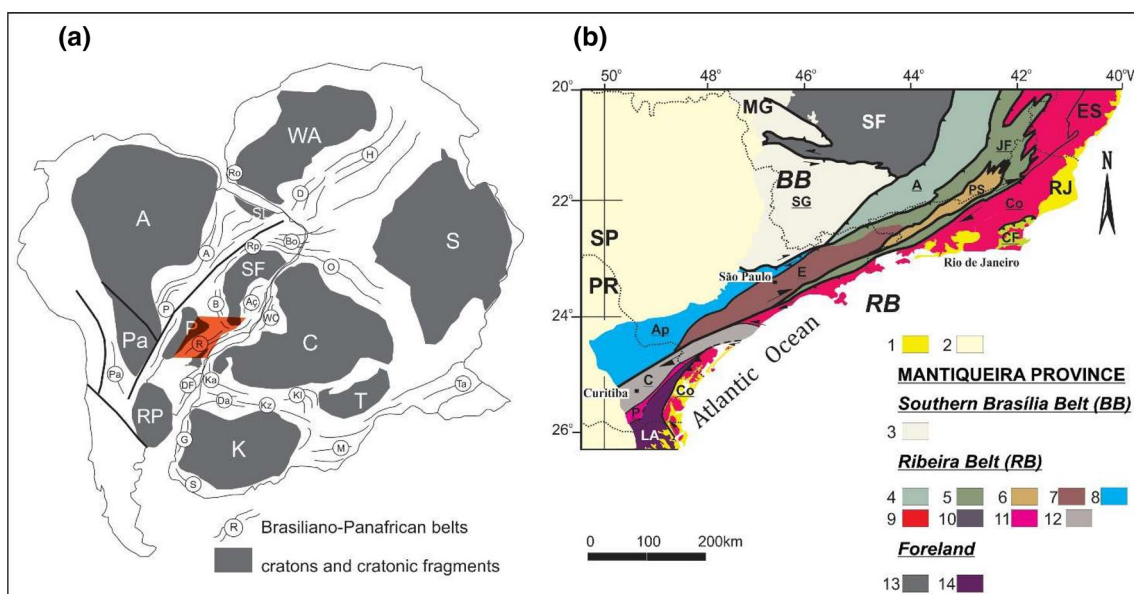 (a)
WA
H
Ro
D
SL
A
Bo
Rp
S
A
SF
O
B
Aç
P
WC
P
C
Pa
R
Pa
DF
Ka
Ta
Da
Kz
Kl
T
RP
G
K
M
S
R Brasiliano-Panafrican belts
cratons and cratonic fragments
(b)
50° 48° 46° 44° 42° 40°W
20°
22°
24°
26°
MG
SF
ES
JF
N
BB
SG
A
PS
RJ
Co
CF
SP
São Paulo
E
Rio de Janeiro
PR
RB
Ap
C
Curitiba
Co
P
LA
Atlantic Ocean
0 100 200km
1 2
MANTIQUEIRA PROVINCE
Southern Brasília Belt (BB)
3
Ribeira Belt (RB)
4 5 6 7 8
9 10 11 12
Foreland
13 14